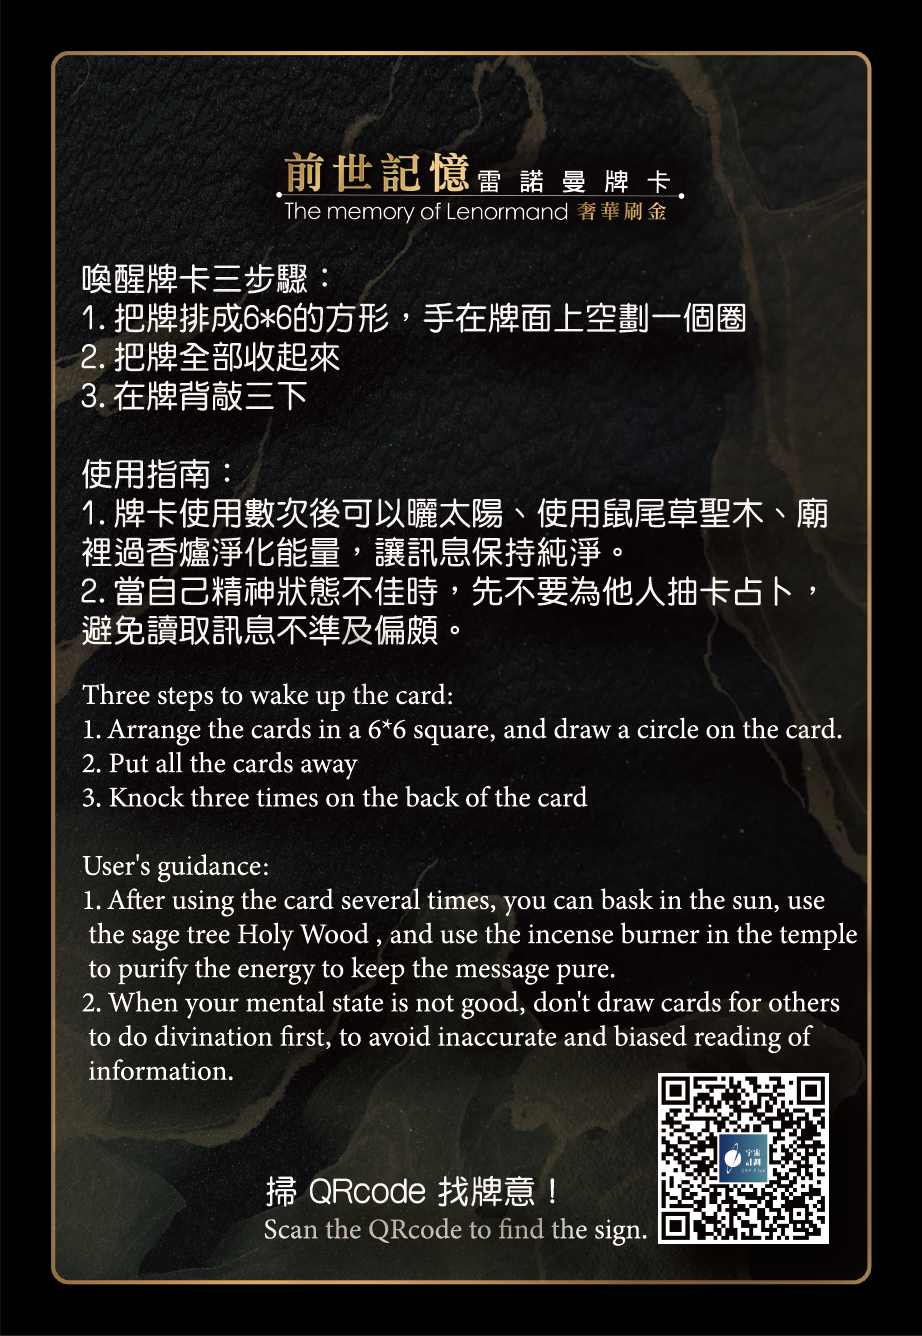 前世記憶雷諾曼牌卡
The memory of Lenormand 奢華刷金
喚醒牌卡三步驟：
1. 把牌排成6*6的方形，手在牌面上空劃一個圈
2. 把牌全部收起來
3. 在牌背敲三下
使用指南：
1. 牌卡使用數次後可以曬太陽、使用鼠尾草聖木、廟
裡過香爐淨化能量，讓訊息保持純淨。
2. 當自己精神狀態不佳時，先不要為他人抽卡占卜，
避免讀取訊息不準及偏頗。
Three steps to wake up the card:
1. Arrange the cards in a 6*6 square, and draw a circle on the card.
2. Put all the cards away
3. Knock three times on the back of the card
User's guidance:
1. After using the card several times, you can bask in the sun, use
the sage tree Holy Wood , and use the incense burner in the temple
to purify the energy to keep the message pure.
2. When your mental state is not good, don't draw cards for others
to do divination first, to avoid inaccurate and biased reading of
information.
宇宙
計劃
掃 QRcode 找牌意！
Scan the QRcode to find the sign.